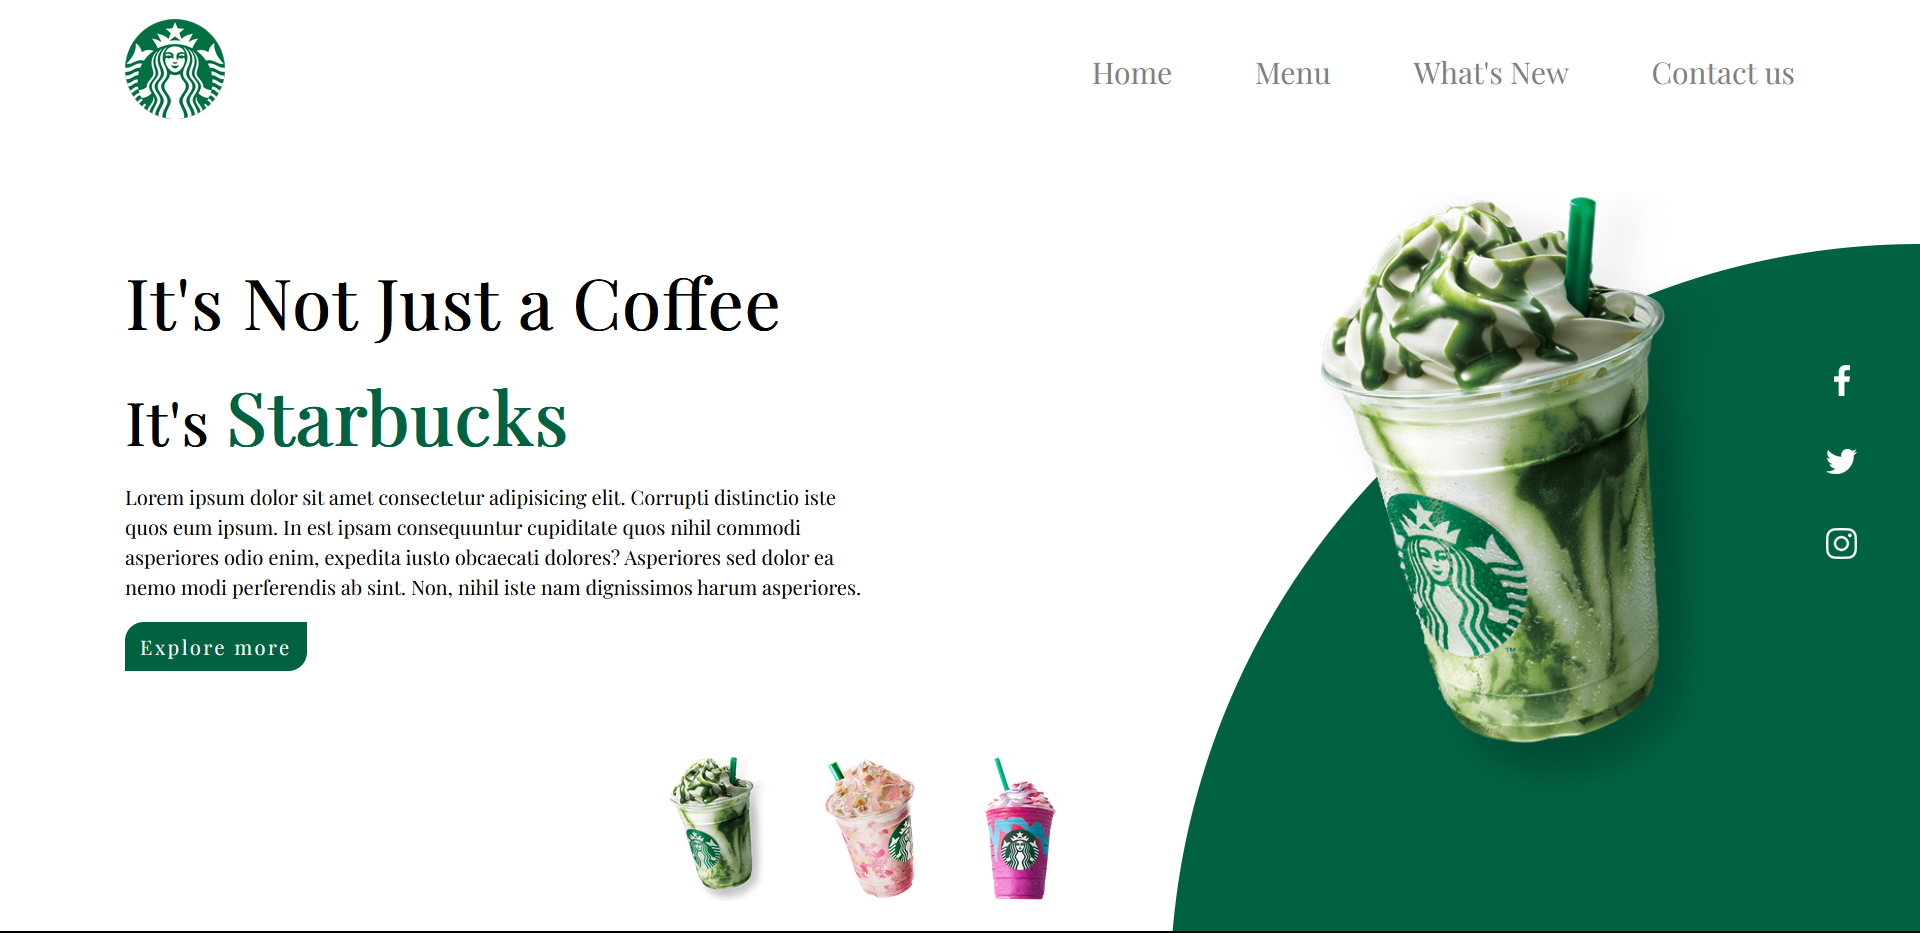 Home Menu What's New Contact us
It's Not Just a Coffee
It's Starbucks
Lorem ipsum dolor sit amet consectetur adipisicing elit. Corrupti distinctio iste
quos eum ipsum. In est ipsam consequuntur cupiditate quos nihil commodi
asperiores odio enim, expedita iusto obcaecati dolores? Asperiores sed dolor ea
nemo modi perferendis ab sint. Non, nihil iste nam dignissimos harum asperiores.
Explore more
TM